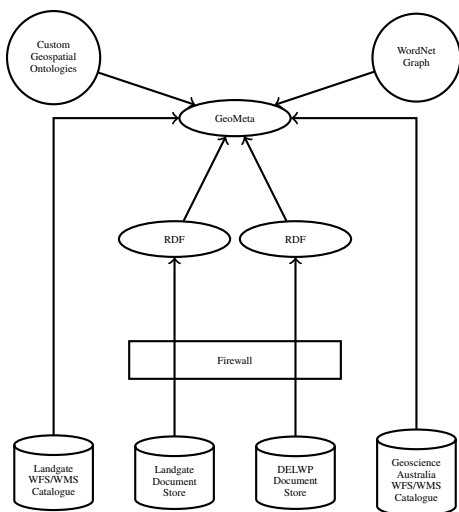 Custom
Geospatial
Ontologies
WordNet
Graph
GeoMeta
RDF
RDF
Firewall
Landgate
WFS/WMS
Catalogue
Landgate
Document
Store
DELWP
Document
Store
Geoscience
Australia
WFS/WMS
Catalogue